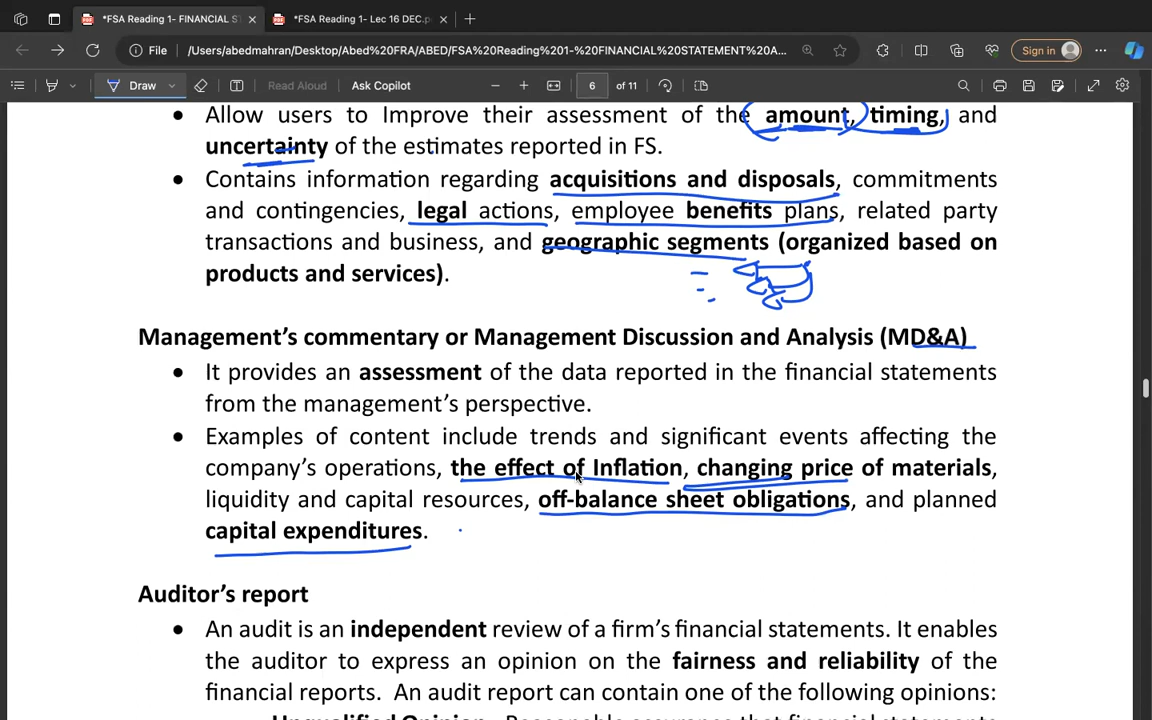 *FSA Reading 1- FINANCIAL S
*FSA Reading 1- Lec 16 DEC.p
File
/Users/abedmahran/Desktop/Abed%20FRA/ABED/FSA%20Reading%201-%20FINANCIAL%20STATEMENT%20A...
Sign in
Draw
Read Aloud
Ask Copilot
6 of 11
• Allow users to Improve their assessment of the amount, timing, and
uncertainty of the estimates reported in FS.
• Contains information regarding acquisitions and disposals, commitments
and contingencies, legal actions, employee benefits plans, related party
transactions and business, and geographic segments (organized based on
products and services).
Management's commentary or Management Discussion and Analysis (MD&A)
• It provides an assessment of the data reported in the financial statements
from the management's perspective.
• Examples of content include trends and significant events affecting the
company's operations, the effect of Inflation, changing price of materials,
liquidity and capital resources, off-balance sheet obligations, and planned
capital expenditures.
Auditor's report
• An audit is an independent review of a firm's financial statements. It enables
the auditor to express an opinion on the fairness and reliability of the
financial reports. An audit report can contain one of the following opinions:
Unqualified Opinion- Reasonable assurance that financial statements